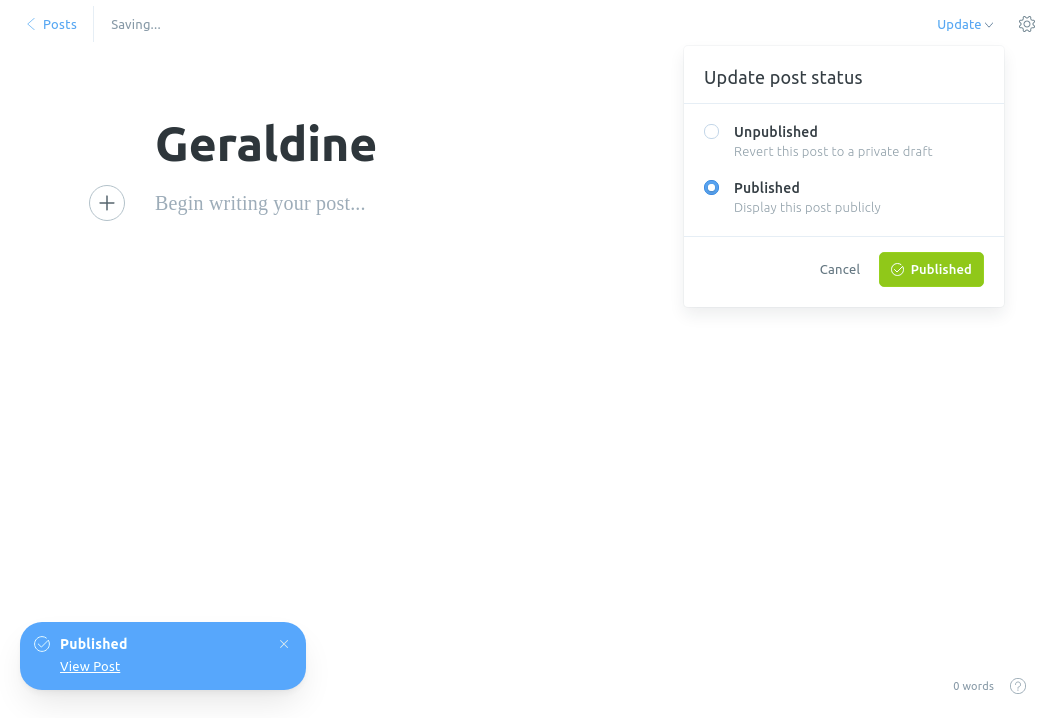 Posts
Saving...
Update
Update post status
Unpublished
Revert this post to a private draft
Published
Display this post publicly
Cancel
Published
Geraldine
Begin writing your post...
Published
View Post
0 words
?